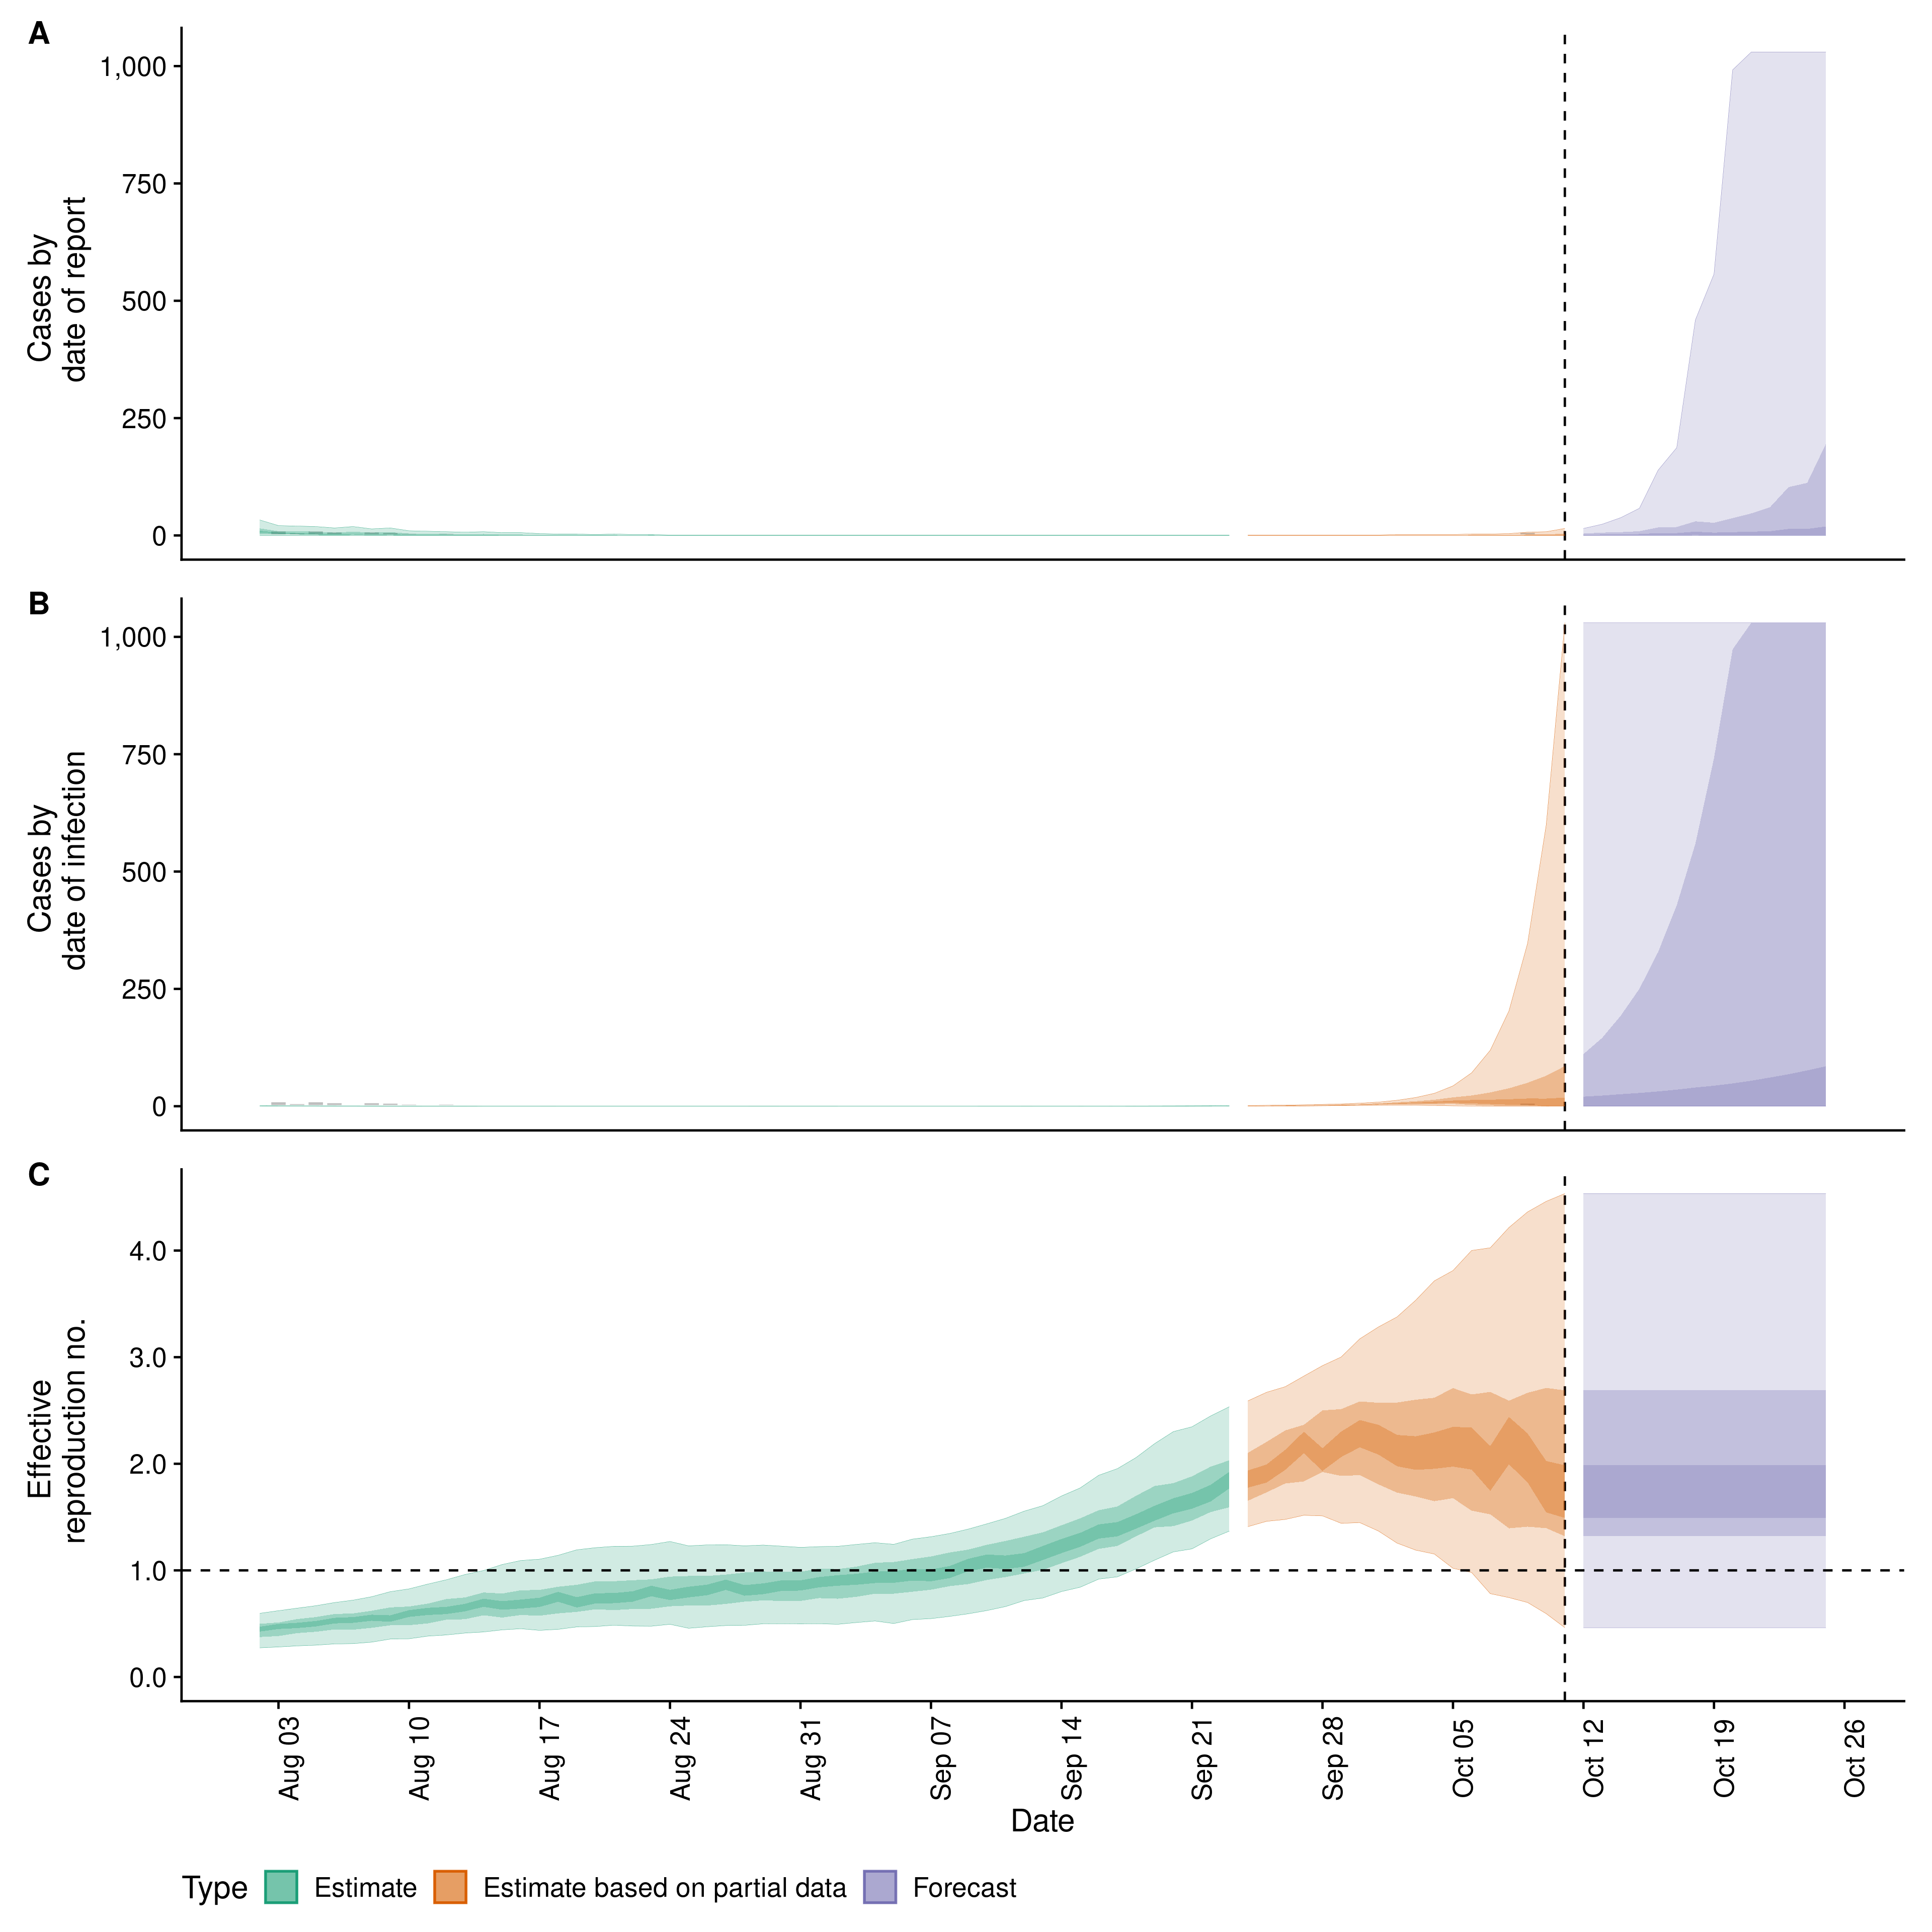 A
1,000
750
500
250
0
Cases by
date of report
B
1,000
750
500
250
0
Cases by
date of infection
C
4.0
3.0
2.0
1.0
0.0
Effective
reproduction no.
Aug 03
Aug 10
Aug 17
Aug 24
Aug 31
Sep 07
Sep 14
Sep 21
Sep 28
Oct 05
Oct 12
Oct 19
Oct 26
Date
Type Estimate Estimate based on partial data Forecast